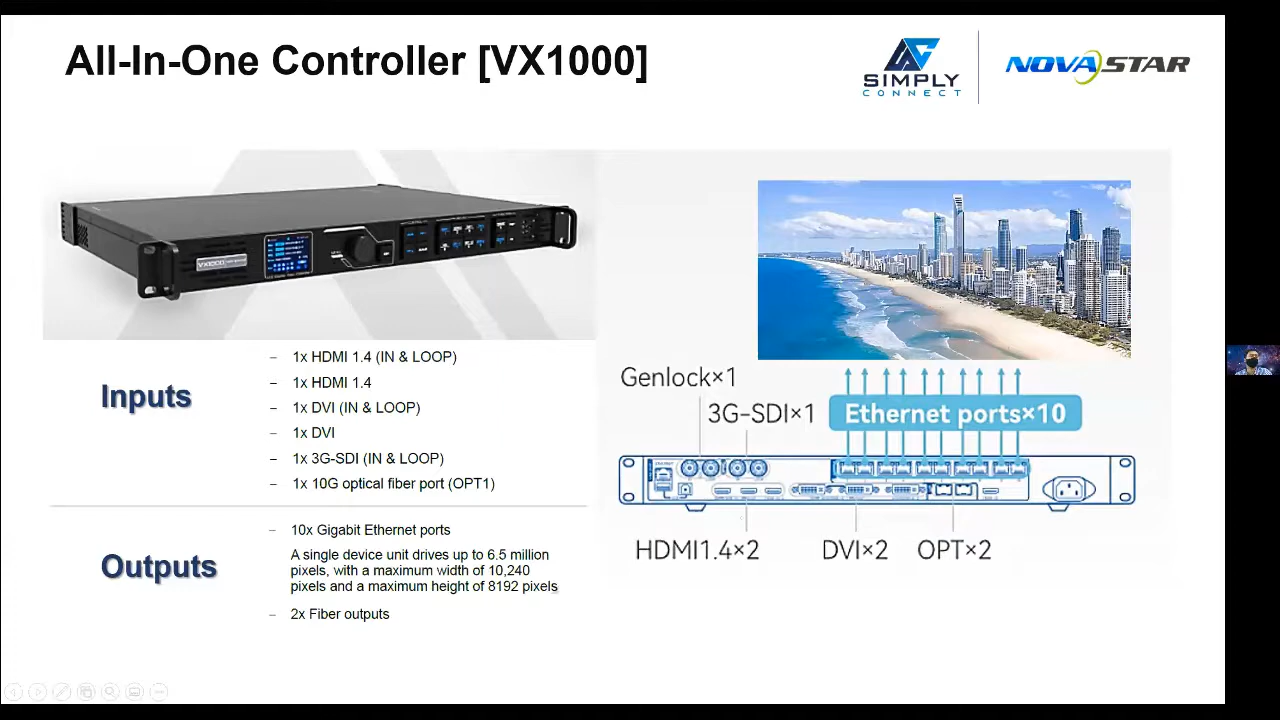 All-In-One Controller [VX1000]
SIMPLY
CONNECT
NOVASTAR
VX1000
Inputs
– 1x HDMI 1.4 (IN & LOOP)
– 1x HDMI 1.4
– 1x DVI (IN & LOOP)
– 1x DVI
– 1x 3G-SDI (IN & LOOP)
– 1x 10G optical fiber port (OPT1)
Outputs
– 10x Gigabit Ethernet ports
A single device unit drives up to 6.5 million
pixels, with a maximum width of 10,240
pixels and a maximum height of 8192 pixels
– 2x Fiber outputs
Genlock×1
3G-SDI×1
Ethernet ports×10
HDMI1.4×2
DVI×2
OPT×2